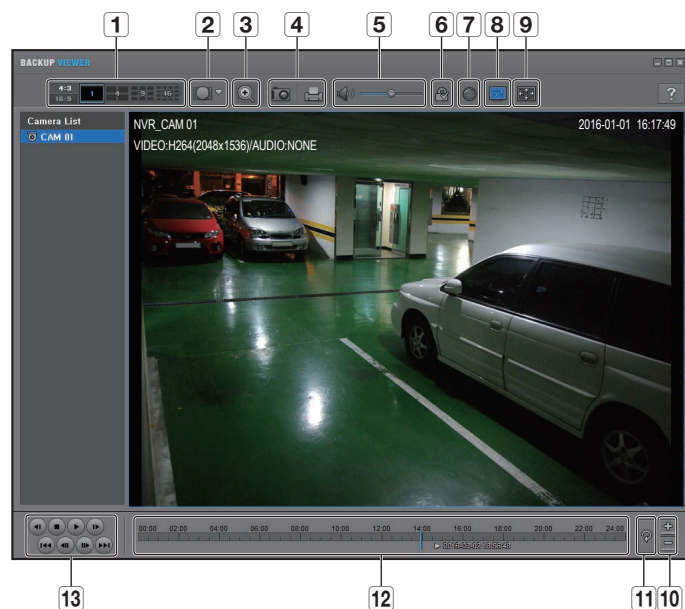 1 2 3 4 5 6 7 8 9
BACKUP VIEWER
4:3 1 4 9 16
16:9
?
Camera List
CAM 01
NVR_CAM 01 2016-01-01 16:17:49
VIDEO:H264(2048x1536)/AUDIO:NONE
00:00 02:00 04:00 06:00 08:00 10:00 12:00 14:00 16:00 18:00 20:00 22:00 24:00
13 12 11 10